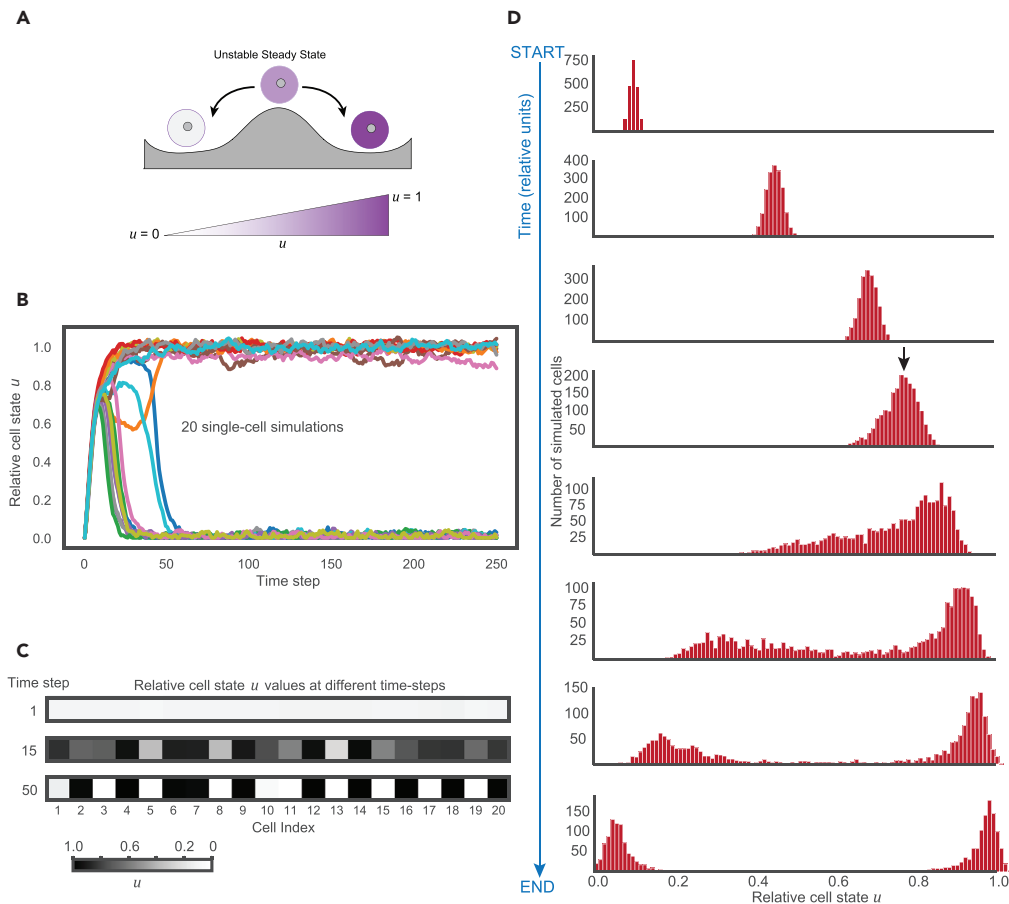 A
Unstable Steady State
u = 1
u = 0
u
B
Relative cell state u
1.0
0.8
0.6
0.4
0.2
0.0
20 single-cell simulations
0
50
100
150
200
250
Time step
C
Time step
Relative cell state u values at different time-steps
1
15
50
1 2 3 4 5 6 7 8 9 10 11 12 13 14 15 16 17 18 19 20
Cell Index
1.0 0.6 0.2 0
u
D
START
Time (relative units)
END
Number of simulated cells
750
500
250
400
300
200
100
300
200
100
200
150
100
50
100
75
50
25
100
75
50
25
150
100
50
150
100
50
0.0 0.2 0.4 0.6 0.8 1.0
Relative cell state u